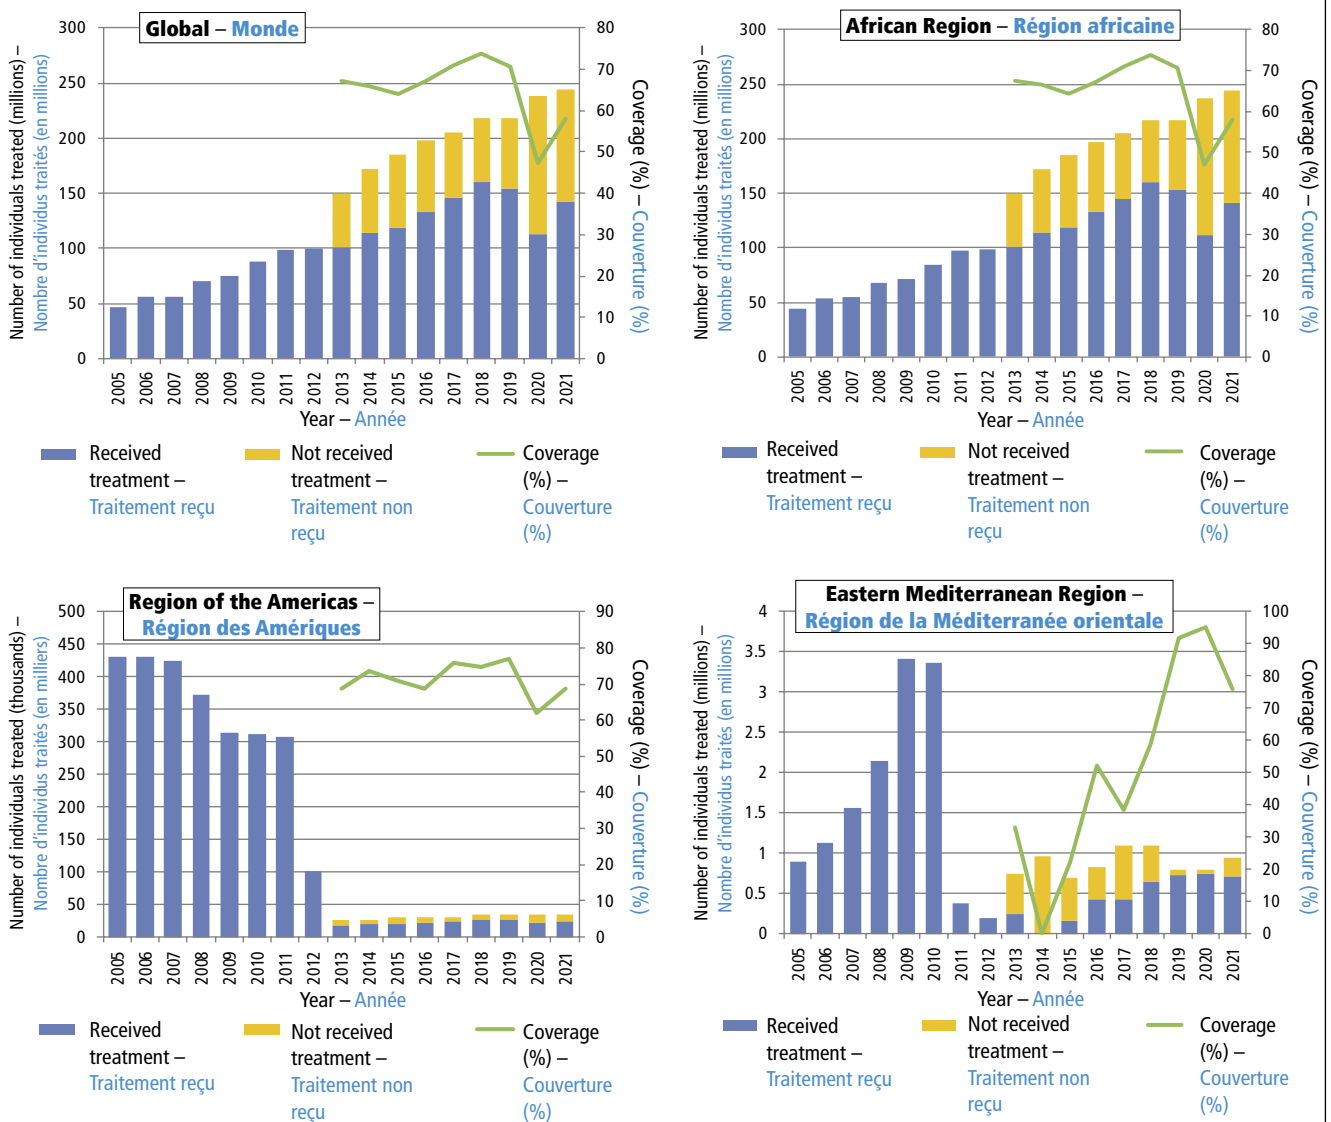 Global – Monde
Number of individuals treated (millions) –
Nombre d'individus traités (en millions)
300
250
200
150
100
50
0
80
70
60
50
40
30
20
10
0
Coverage (%) – Couverture (%)
2005 2006 2007 2008 2009 2010 2011 2012 2013 2014 2015 2016 2017 2018 2019 2020 2021
Year – Année
Received
treatment –
Traitement reçu
Not received
treatment –
Traitement non
reçu
Coverage
(%) –
Couverture
(%)
African Region – Région africaine
Number of individuals treated (millions) –
Nombre d'individus traités (en millions)
300
250
200
150
100
50
0
80
70
60
50
40
30
20
10
0
Coverage (%) – Couverture (%)
2005 2006 2007 2008 2009 2010 2011 2012 2013 2014 2015 2016 2017 2018 2019 2020 2021
Year – Année
Received
treatment –
Traitement reçu
Not received
treatment –
Traitement non
reçu
Coverage
(%) –
Couverture
(%)
Region of the Americas –
Région des Amériques
Number of individuals treated (thousands) –
Nombre d'individus traités (en milliers)
500
450
400
350
300
250
200
150
100
50
0
90
80
70
60
50
40
30
20
10
0
Coverage (%) – Couverture (%)
2005 2006 2007 2008 2009 2010 2011 2012 2013 2014 2015 2016 2017 2018 2019 2020 2021
Year – Année
Received
treatment –
Traitement reçu
Not received
treatment –
Traitement non
reçu
Coverage
(%) –
Couverture
(%)
Eastern Mediterranean Region –
Région de la Méditerranée orientale
Number of individuals treated (millions) –
Nombre d'individus traités (en millions)
4
3.5
3
2.5
2
1.5
1
0.5
0
100
90
80
70
60
50
40
30
20
10
0
Coverage (%) – Couverture (%)
2005 2006 2007 2008 2009 2010 2011 2012 2013 2014 2015 2016 2017 2018 2019 2020 2021
Year – Année
Received
treatment –
Traitement reçu
Not received
treatment –
Traitement non
reçu
Coverage
(%) –
Couverture
(%)